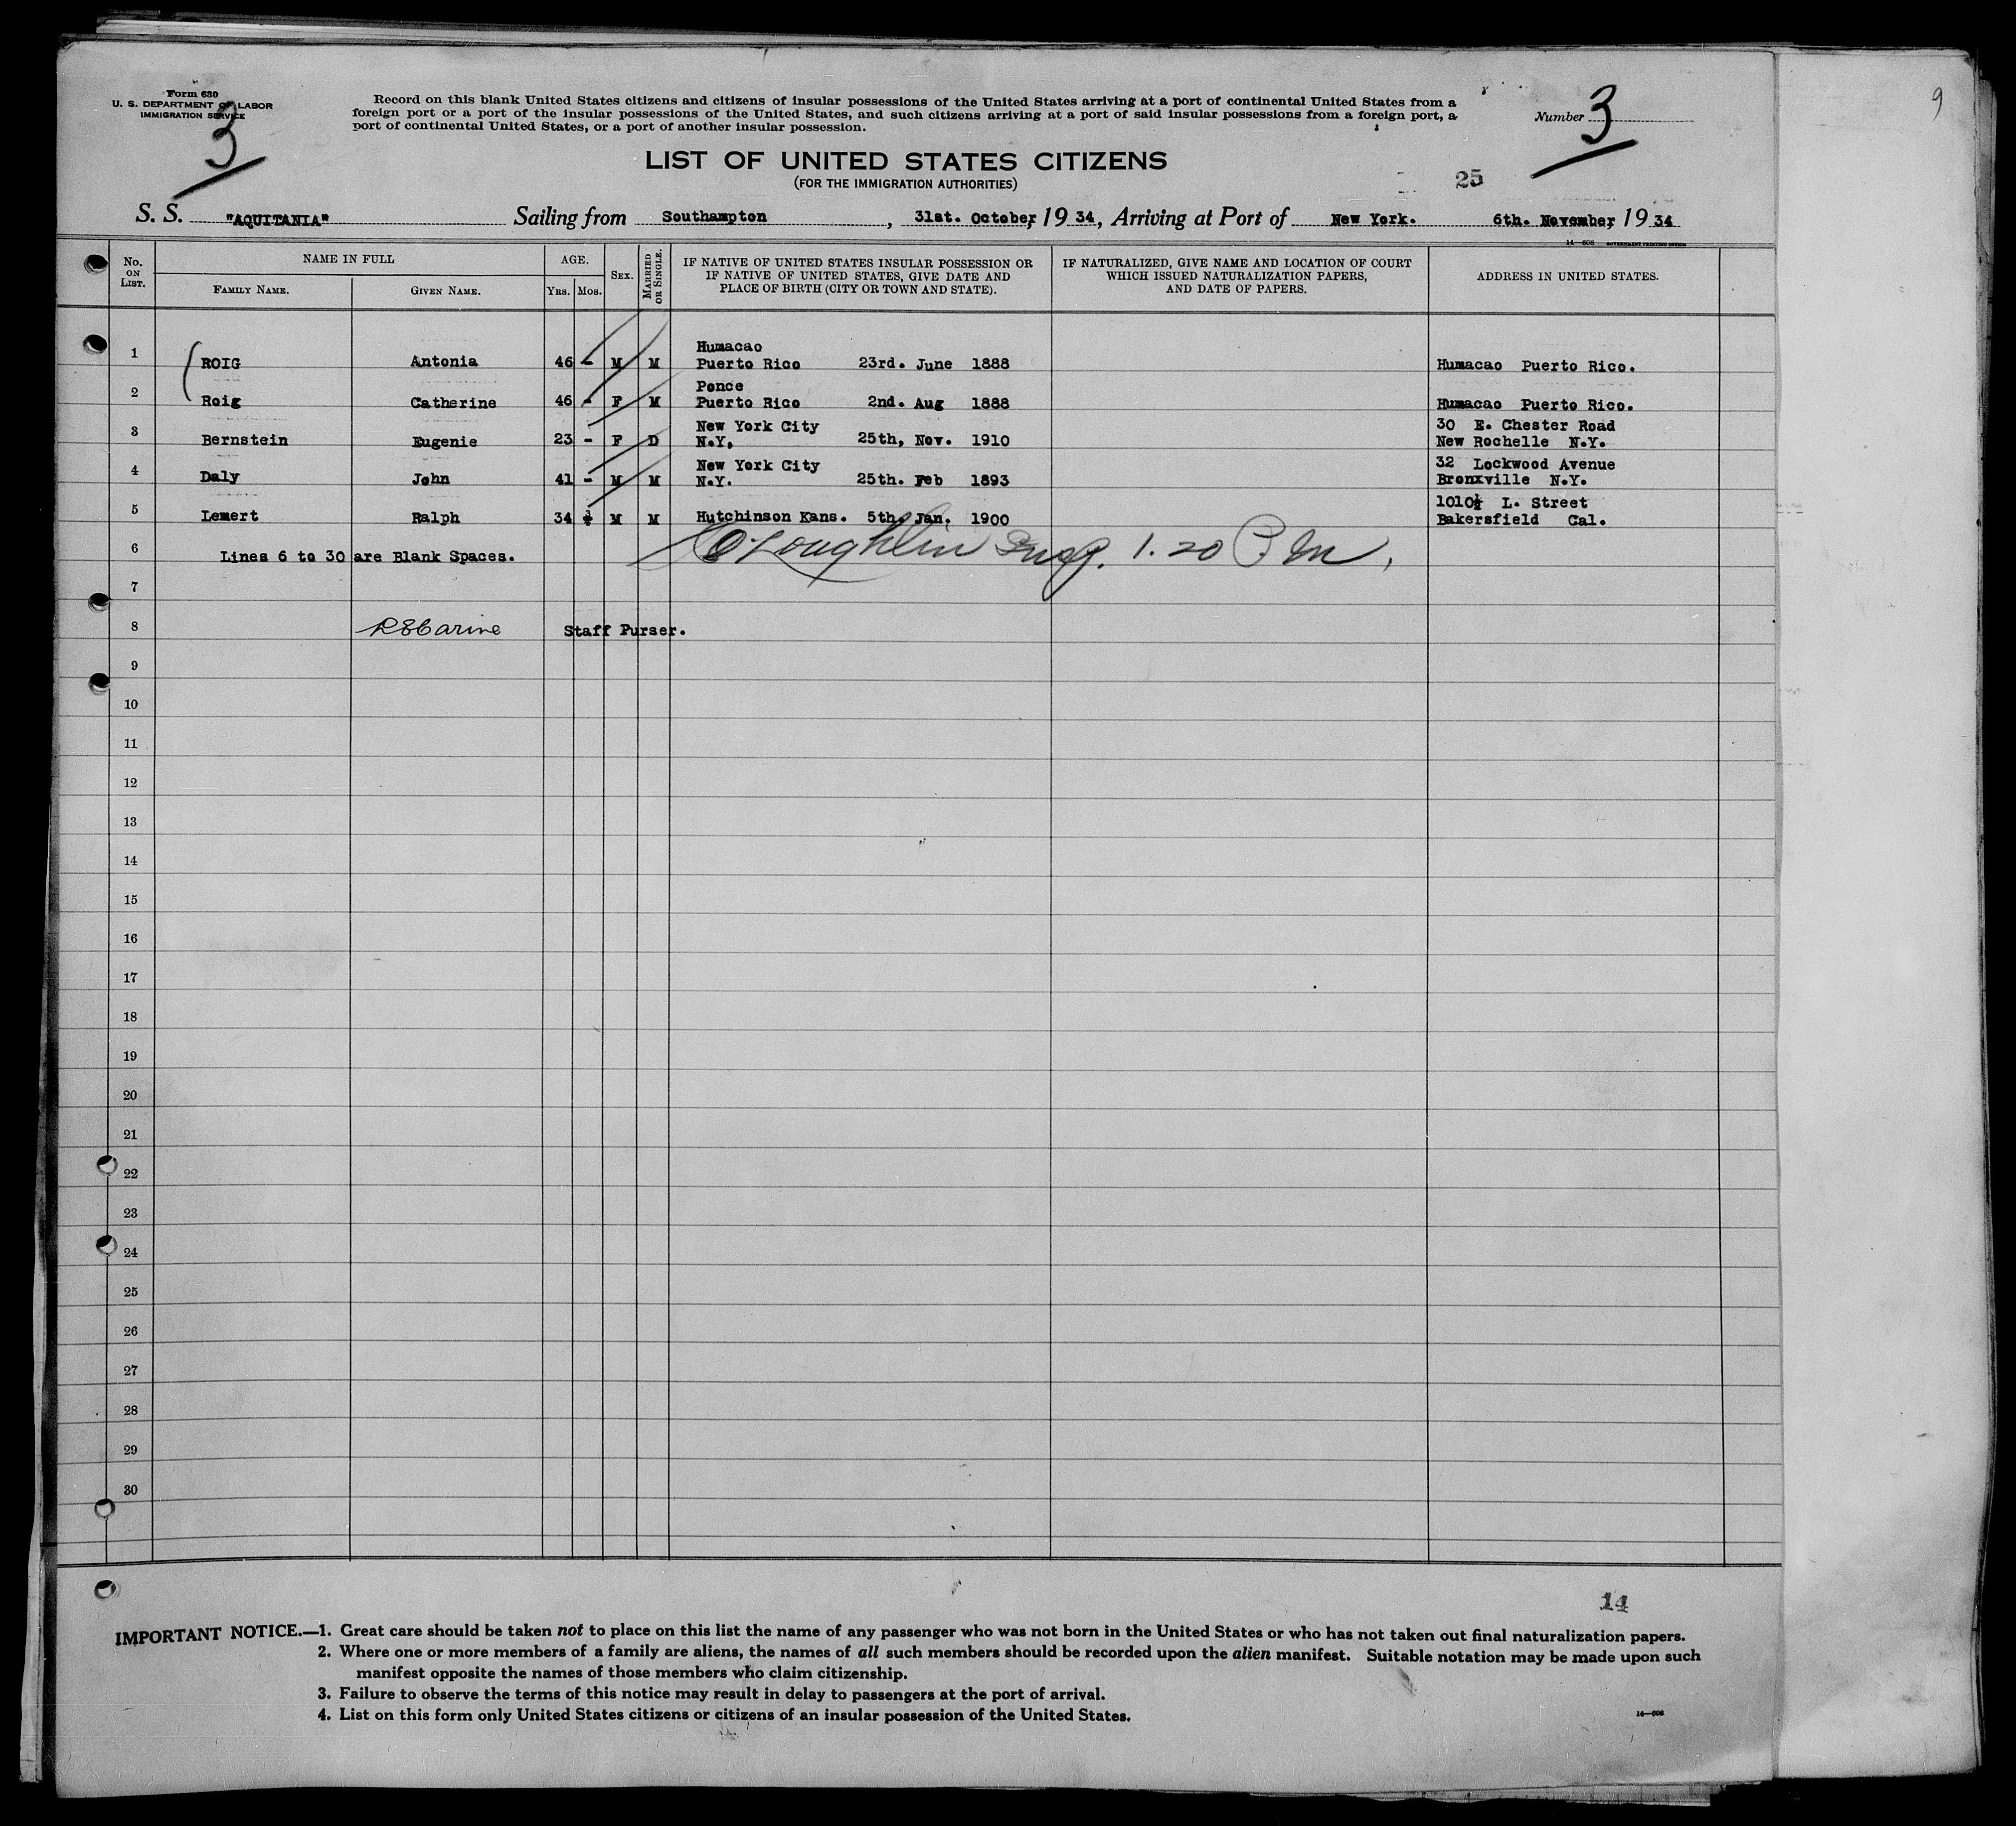 Form 630
U. S. DEPARTMENT OF LABOR
IMMIGRATION SERVICE
3
Record on this blank United States citizens and citizens of insular possessions of the United States arriving at a port of continental United States from a
foreign port or a port of the insular possessions of the United States, and such citizens arriving at a port of said insular possessions from a foreign port, a
port of continental United States, or a port of another insular possession.
Number 3
9
LIST OF UNITED STATES CITIZENS
(FOR THE IMMIGRATION AUTHORITIES)
25
S. S. "AQUITANIA" Sailing from Southampton, 31st. October, 19 34, Arriving at Port of New York. 6th. November, 19 34
14—608 GOVERNMENT PRINTING OFFICE
No. ON LIST. NAME IN FULL FAMILY NAME. GIVEN NAME. AGE. YRS. MOS. SEX. MARRIED OR SINGLE. IF NATIVE OF UNITED STATES INSULAR POSSESSION OR IF NATIVE OF UNITED STATES, GIVE DATE AND PLACE OF BIRTH (CITY OR TOWN AND STATE). IF NATURALIZED, GIVE NAME AND LOCATION OF COURT WHICH ISSUED NATURALIZATION PAPERS, AND DATE OF PAPERS. ADDRESS IN UNITED STATES.
1 ROIG Antonia 46 - M M Humacao Puerto Rico 23rd. June 1888 Humacao Puerto Rico.
2 Roig Catherine 46 - F M Ponce Puerto Rico 2nd. Aug 1888 Humacao Puerto Rico.
3 Bernstein Eugenie 23 - F D New York City N.Y. 25th, Nov. 1910 30 E. Chester Road New Rochelle N.Y.
4 Daly John 41 - M M New York City N.Y. 25th. Feb 1893 32 Lockwood Avenue Bronxville N.Y.
5 Lemert Ralph 34 M M Hutchinson Kans. 5th. Jan. 1900 1010½ L. Street Bakersfield Cal.
6 Lines 6 to 30 are Blank Spaces. O'Loughlin Insp. 1.20 P.M.
7
8 Staff Purser.
9
10
11
12
13
14
15
16
17
18
19
20
21
22
23
24
25
26
27
28
29
30
14
IMPORTANT NOTICE.—1. Great care should be taken not to place on this list the name of any passenger who was not born in the United States or who has not taken out final naturalization papers.
2. Where one or more members of a family are aliens, the names of all such members should be recorded upon the alien manifest. Suitable notation may be made upon such
manifest opposite the names of those members who claim citizenship.
3. Failure to observe the terms of this notice may result in delay to passengers at the port of arrival.
4. List on this form only United States citizens or citizens of an insular possession of the United States.
14—608